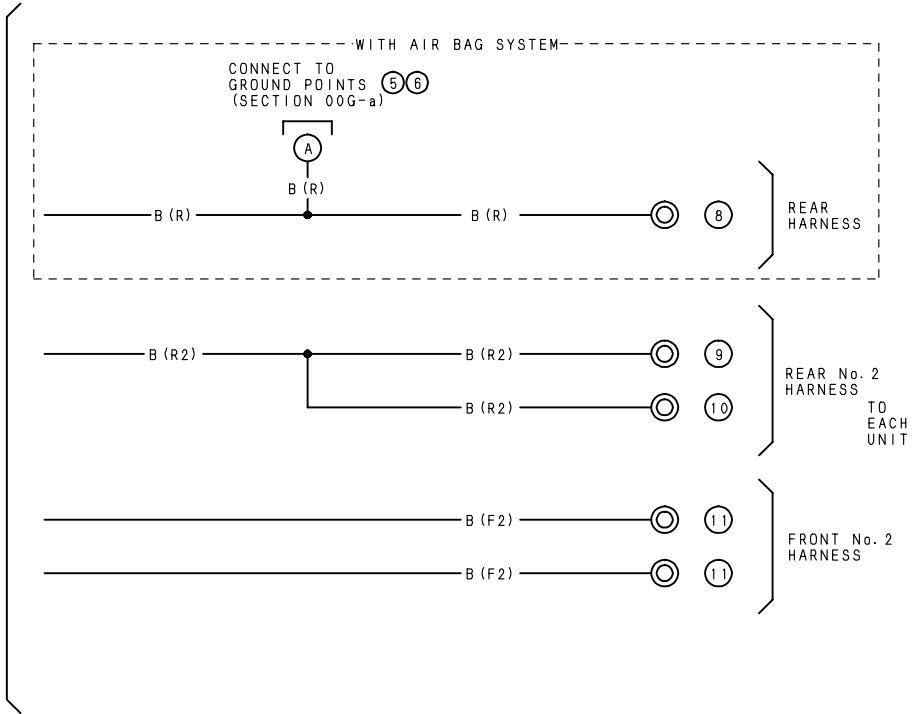 WITH AIR BAG SYSTEM
CONNECT TO
GROUND POINTS 5 6
(SECTION 00G-a)
A
B(R)
B(R) B(R) 8
REAR
HARNESS
B(R2) B(R2) 9
B(R2) 10
REAR No.2
HARNESS
TO
EACH
UNIT
B(F2) 11
B(F2) 11
FRONT No.2
HARNESS